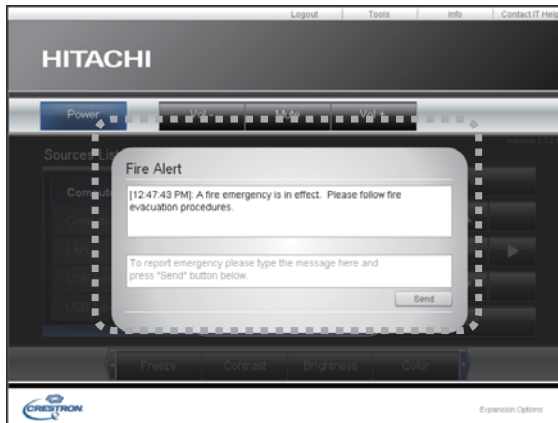 Logout Tools Info Contact IT Help
HITACHI
Power Vol - Mute Vol +
Sources List
Fire Alert
[12:47:43 PM]: A fire emergency is in effect. Please follow fire
evacuation procedures.
To report emergency please type the message here and
press "Send" button below.
Send
Freeze Contrast Brightness Color
CRESTRON
Expansion Options